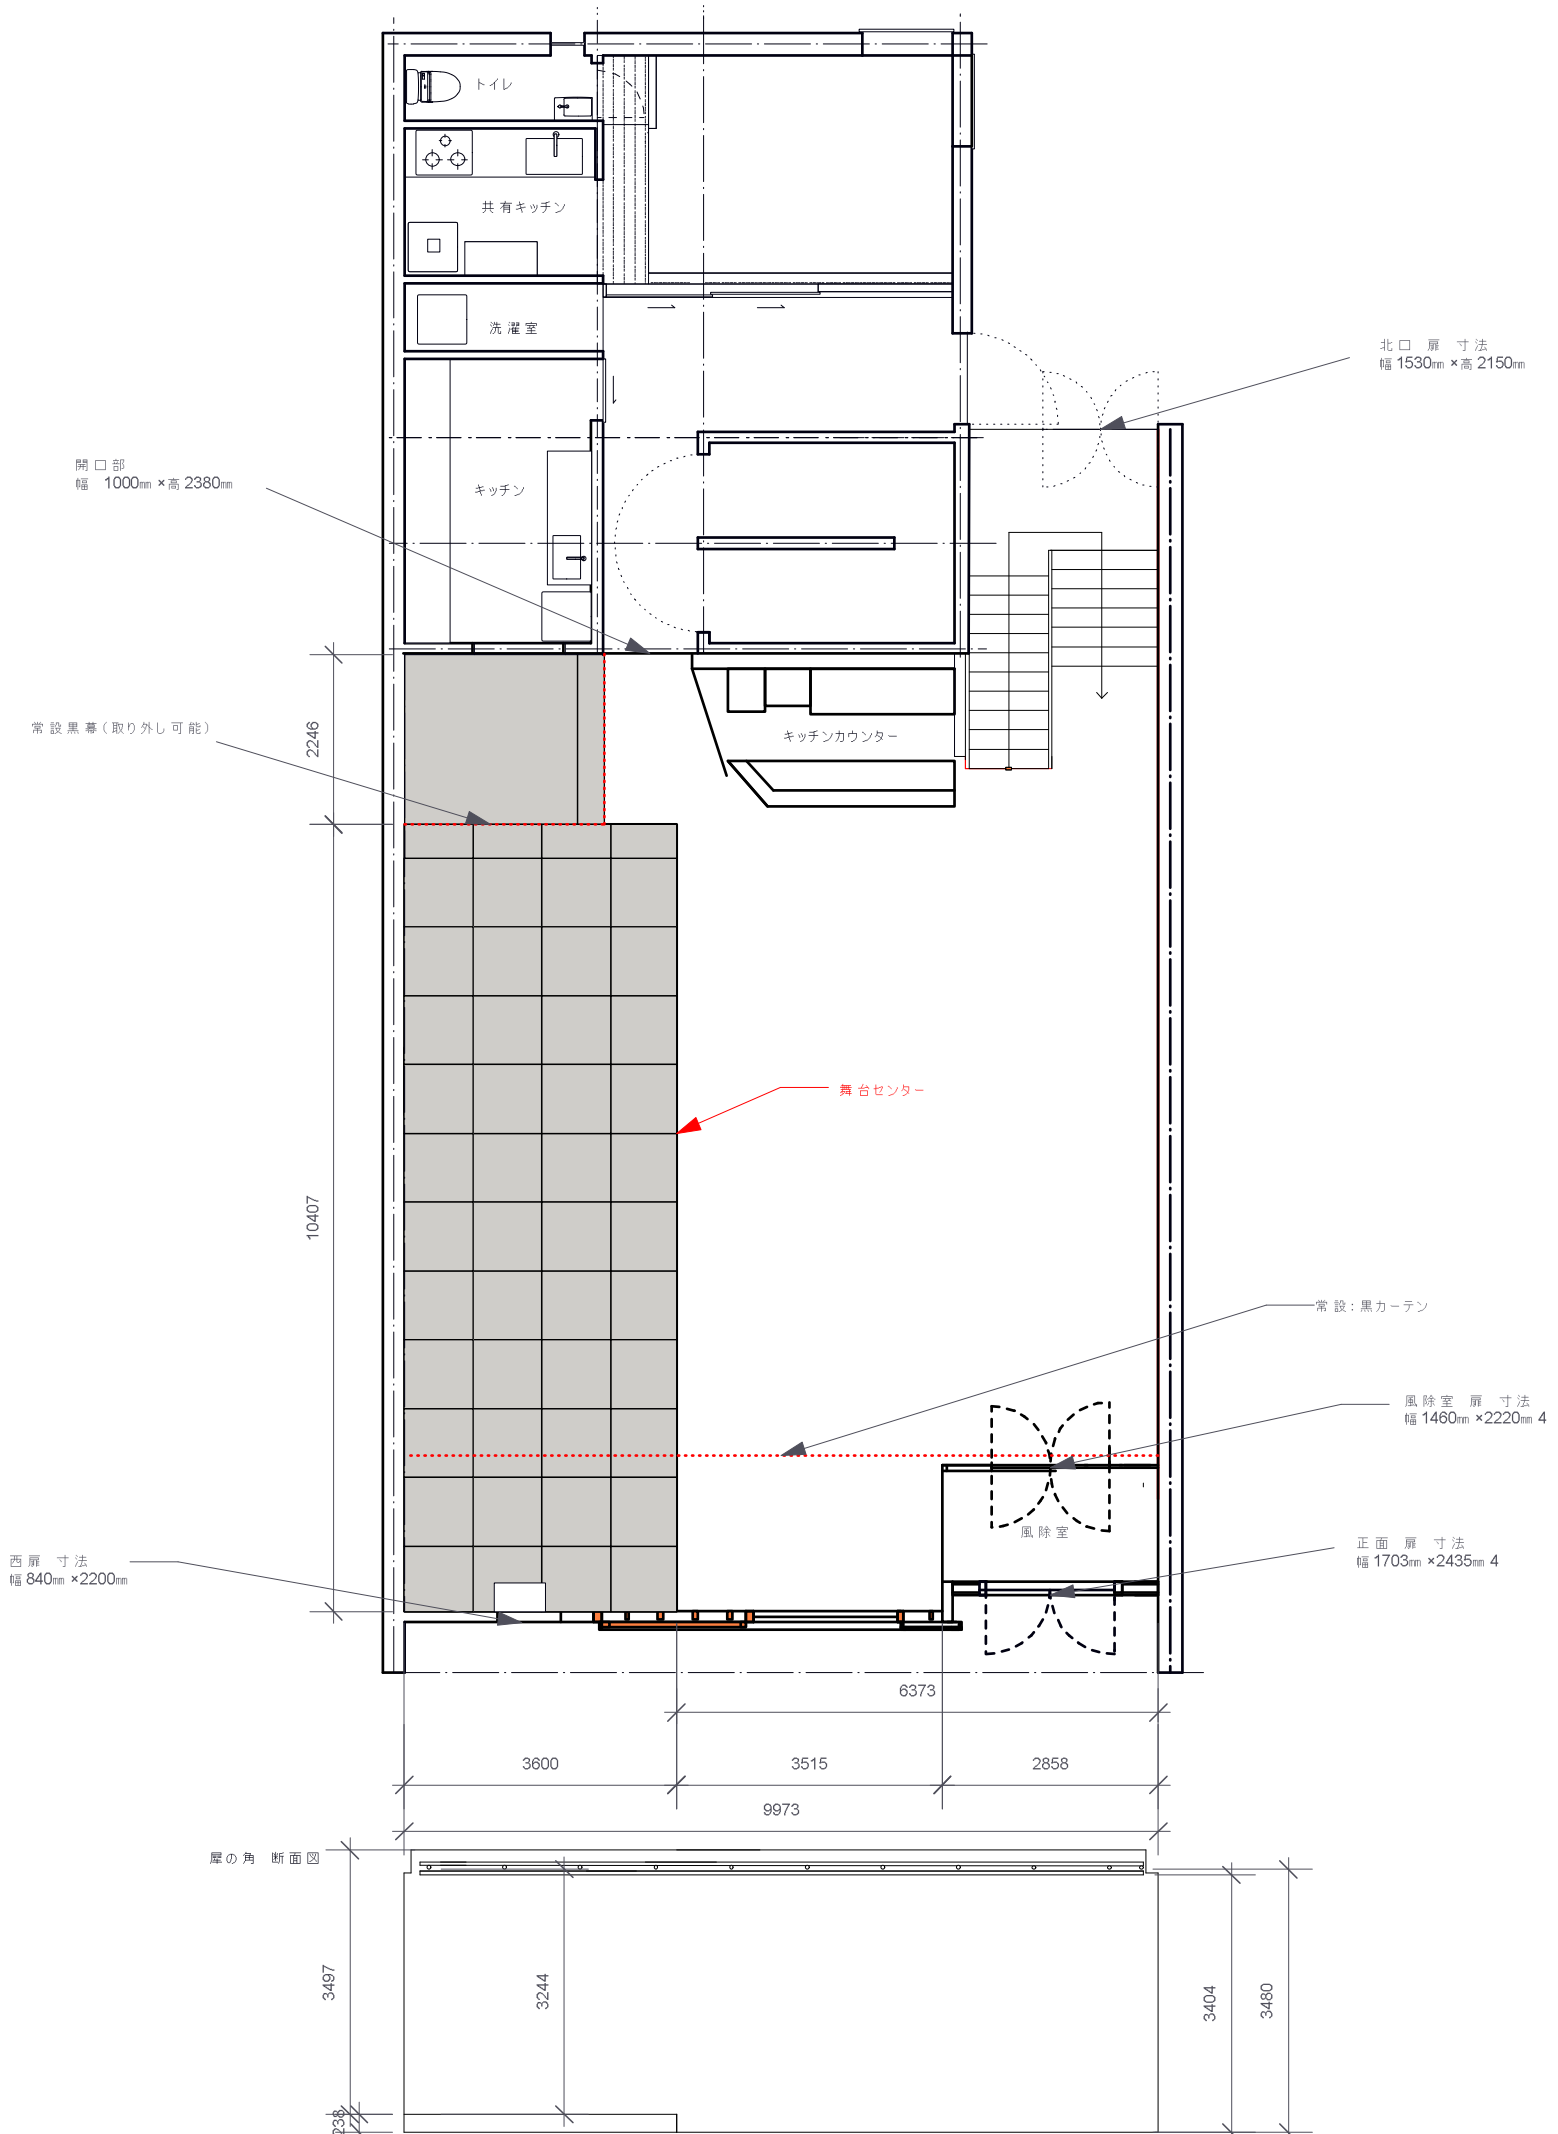 トイレ
共有キッチン
洗濯室
北口 扉 寸法
幅 1530㎜ ×高 2150㎜
開口部
幅 1000㎜ ×高 2380㎜
キッチン
常設黒幕(取り外し可能)
2246
キッチンカウンター
舞台センター
10407
常設:黒カーテン
風除室 扉 寸法
幅 1460㎜ ×2220㎜ 4
風除室
正面 扉 寸法
幅 1703㎜ ×2435㎜ 4
西扉 寸法
幅 840㎜ ×2200㎜
6373
3600
3515
2858
9973
屋の角 断面図
3497
3244
3404
3480
238